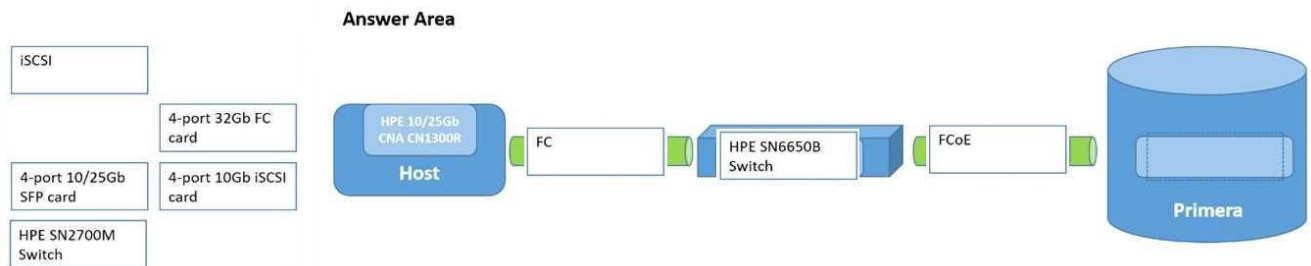 Answer Area
iSCSI
4-port 32Gb FC
card
4-port 10/25Gb
SFP card
4-port 10Gb iSCSI
card
HPE SN2700M
Switch
HPE 10/25Gb
CNA CN1300R
Host
FC
HPE SN6650B
Switch
FCoE
Primera